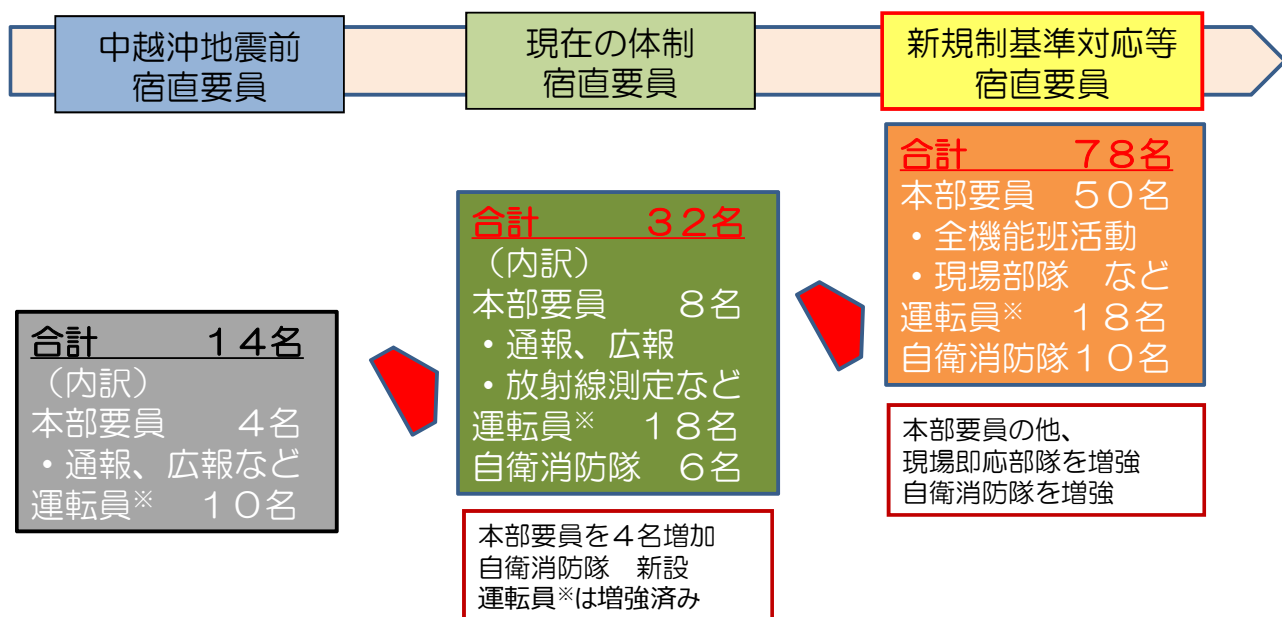 中越沖地震前
宿直要員
現在の体制
宿直要員
新規制基準対応等
宿直要員
合計 14名
(内訳)
本部要員 4名
・通報、広報など
運転員※ 10名
合計 32名
(内訳)
本部要員 8名
・通報、広報
・放射線測定など
運転員※ 18名
自衛消防隊 6名
本部要員を4名増加
自衛消防隊 新設
運転員※は増強済み
合計 78名
本部要員 50名
・全機能班活動
・現場部隊 など
運転員※ 18名
自衛消防隊10名
本部要員の他、
現場即応部隊を増強
自衛消防隊を増強